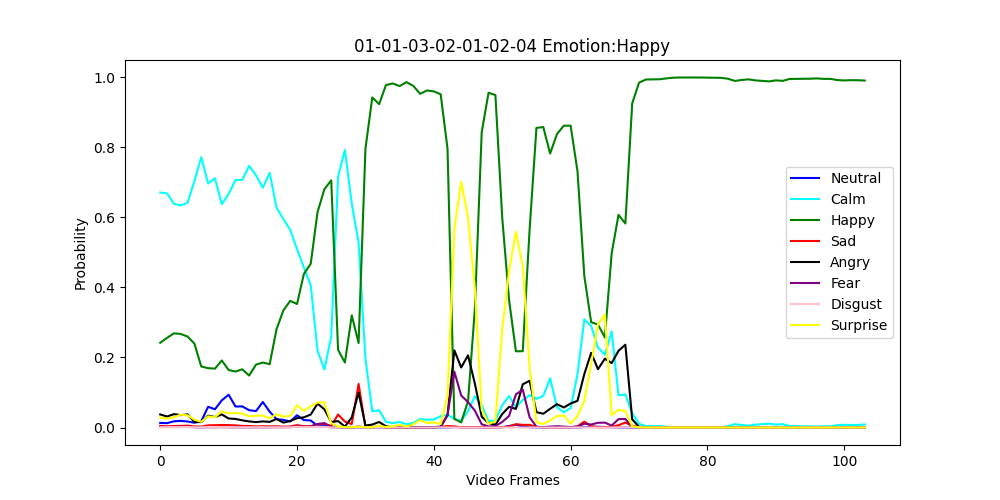 01-01-03-02-01-02-04 Emotion:Happy
1.0
0.8
0.6
0.4
0.2
0.0
Probability
0 20 40 60 80 100
Video Frames
Neutral
Calm
Happy
Sad
Angry
Fear
Disgust
Surprise